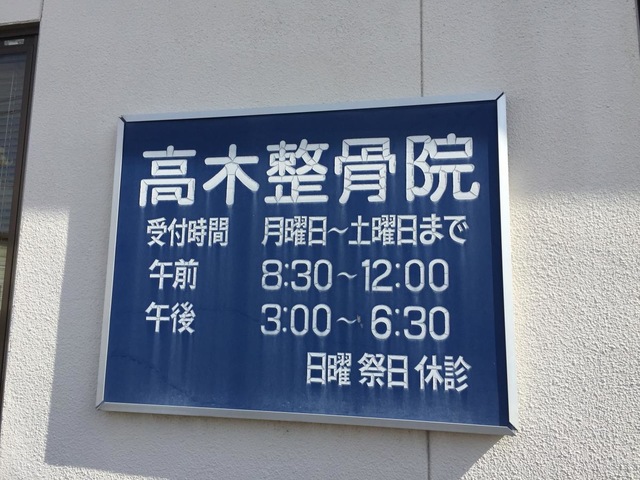 高木整骨院
受付時間 月曜日〜土曜日まで
午前 8:30〜12:00
午後 3:00〜6:30
日曜 祭日 休診